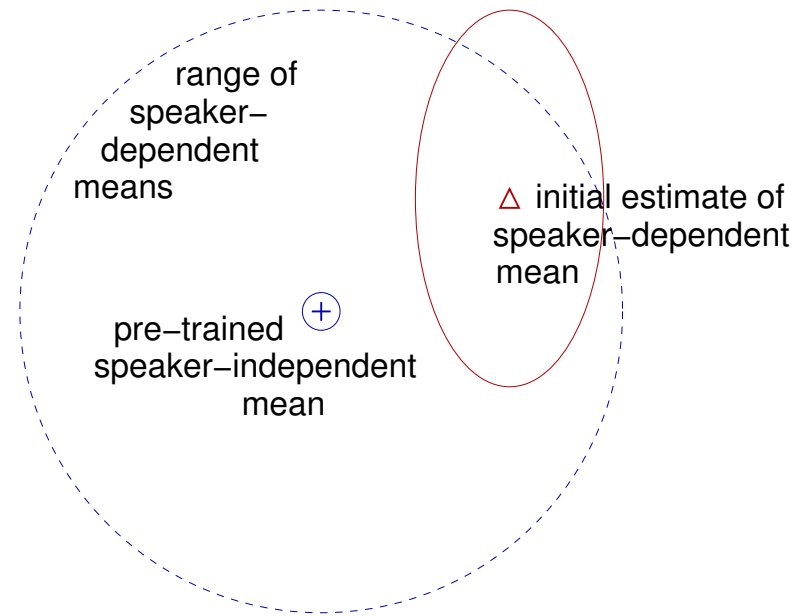 range of
speaker–
dependent
means
initial estimate of
speaker–dependent
mean
pre–trained
speaker–independent
mean